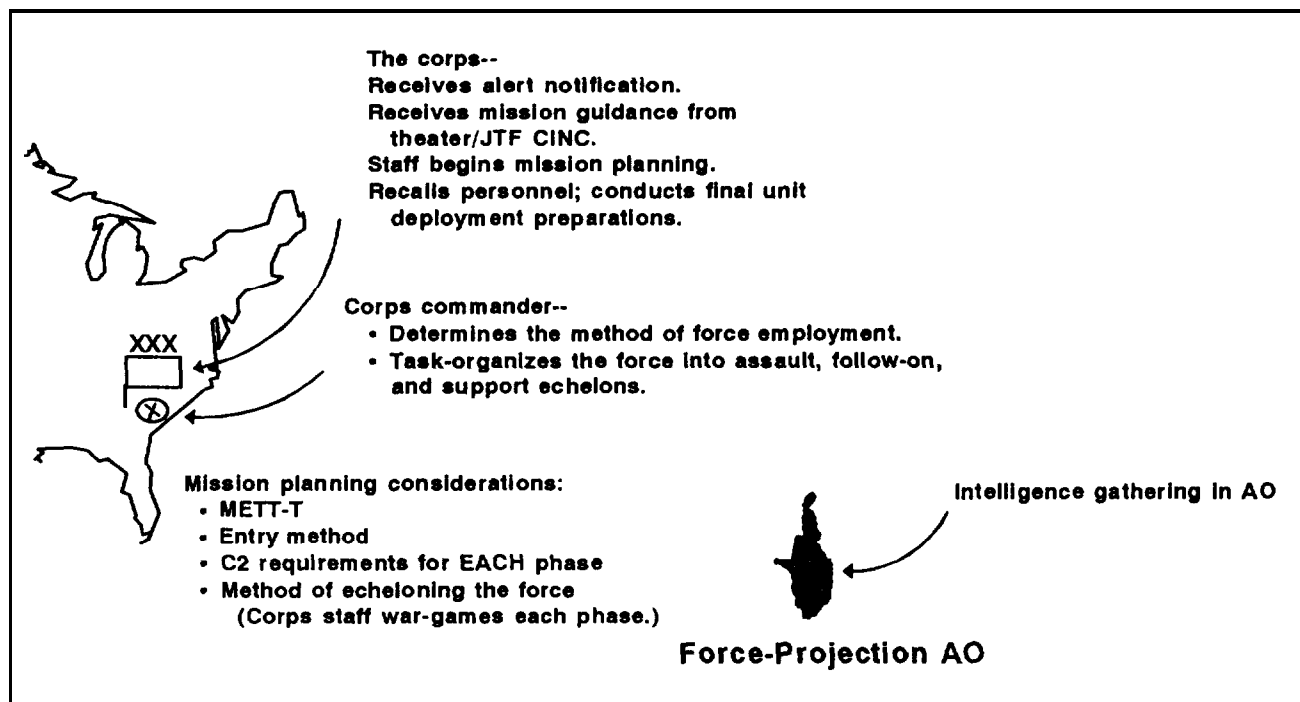 The corps--
Receives alert notification.
Receives mission guidance from
theater/JTF CINC.
Staff begins mission planning.
Recalls personnel; conducts final unit
deployment preparations.
XXX
X
Corps commander--
• Determines the method of force employment.
• Task-organizes the force into assault, follow-on,
and support echelons.
Mission planning considerations:
• METT-T
• Entry method
• C2 requirements for EACH phase
• Method of echeloning the force
(Corps staff war-games each phase.)
Intelligence gathering in AO
Force-Projection AO